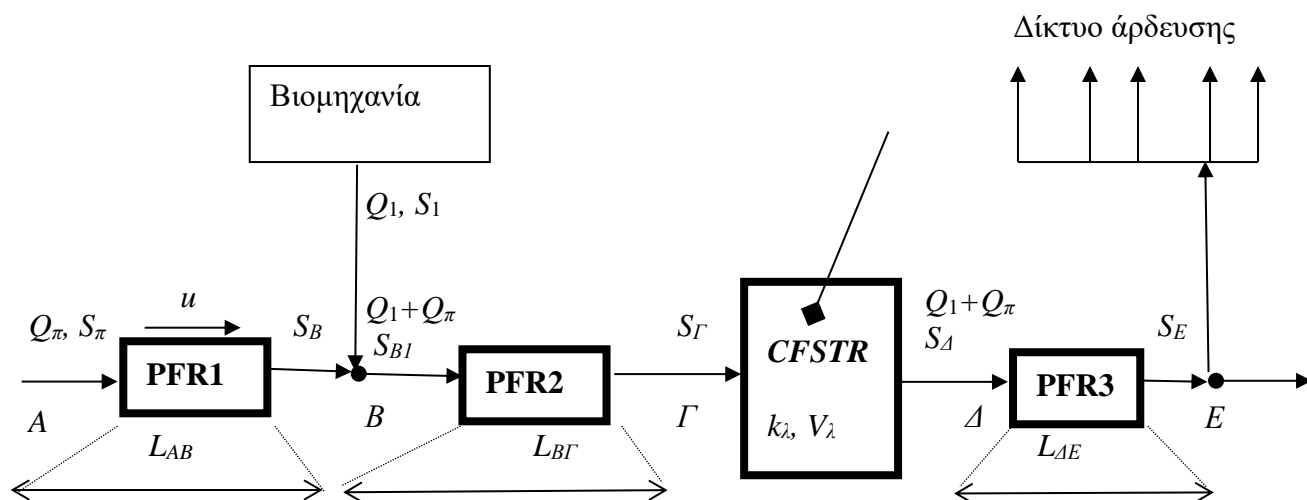 Δίκτυο άρδευσης
Βιομηχανία
Q1, S1
u
Qπ, Sπ
PFR1
SB
Q1+Qπ
SB1
PFR2
SΓ
CFSTR
kλ, Vλ
Q1+Qπ
SΔ
PFR3
SE
A
B
Γ
Δ
E
LAB
LBΓ
LΔE